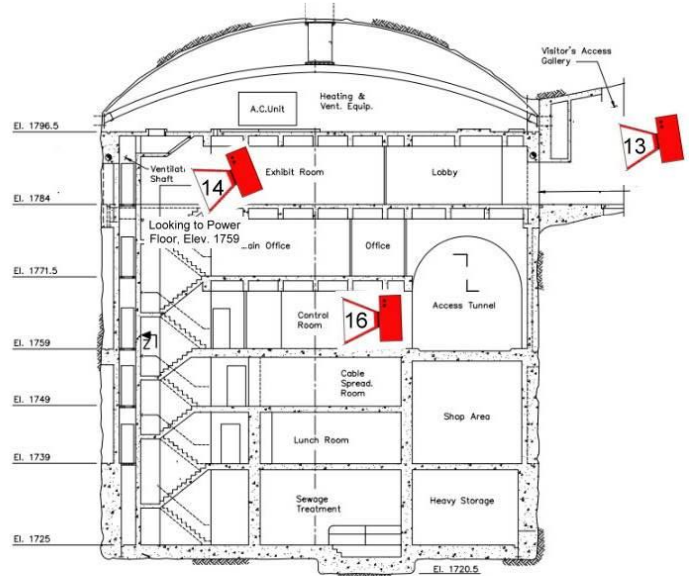 Visitor's Access
Gallery
Heating &
Vent. Equip.
A.C.Unit
El. 1796.5
13
Ventilat
Shaft
14
Exhibit Room
Lobby
El. 1784
Looking to Power
Floor, Elev. 1759
ain Office
Office
El. 1771.5
Access Tunnel
Control
Room
16
El. 1759
Cable
Spread.
Room
El. 1749
Shop Area
Lunch Room
El. 1739
Sewage
Treatment
Heavy Storage
El. 1725
El. 1720.5